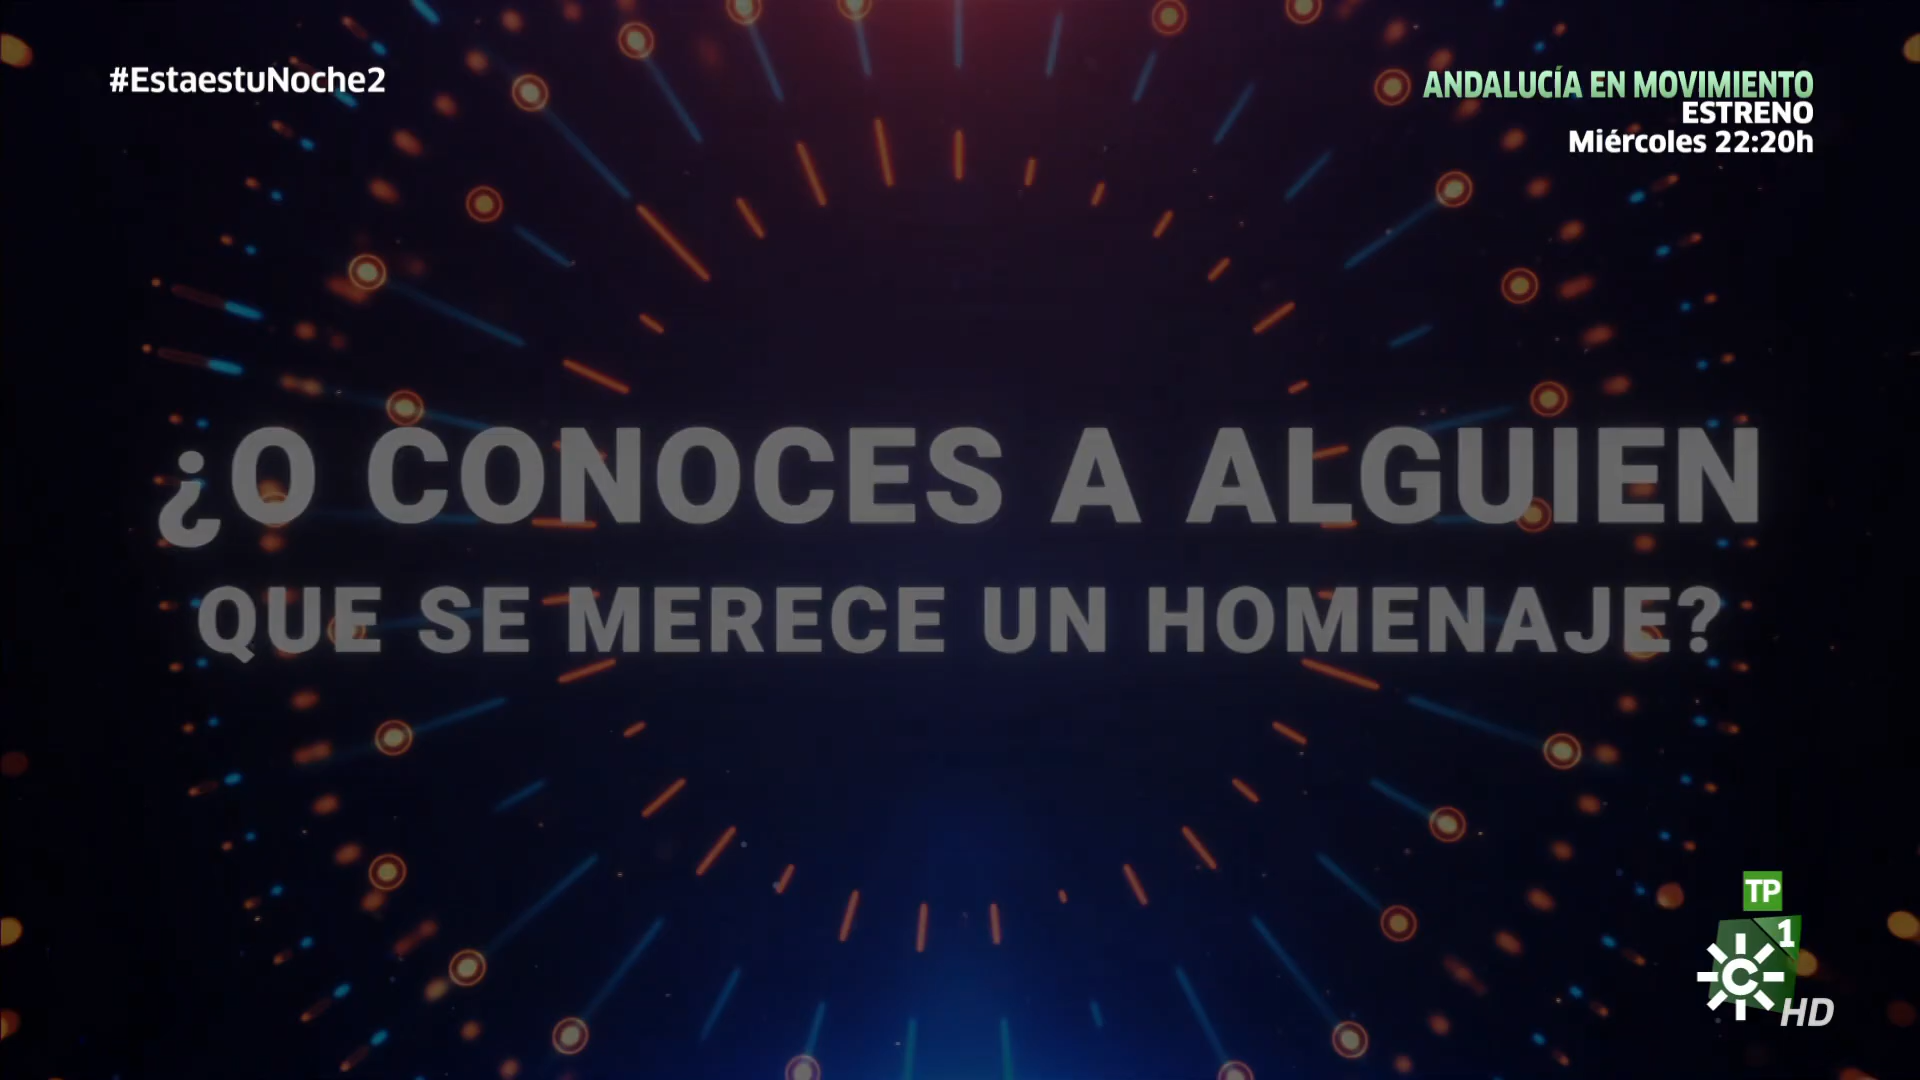 #EstaestuNoche2
ANDALUCÍA EN MOVIMIENTO
ESTRENO
Miércoles 22:20h
¿O CONOCES A ALGUIEN
QUE SE MERECE UN HOMENAJE?
TP
1
C
HD